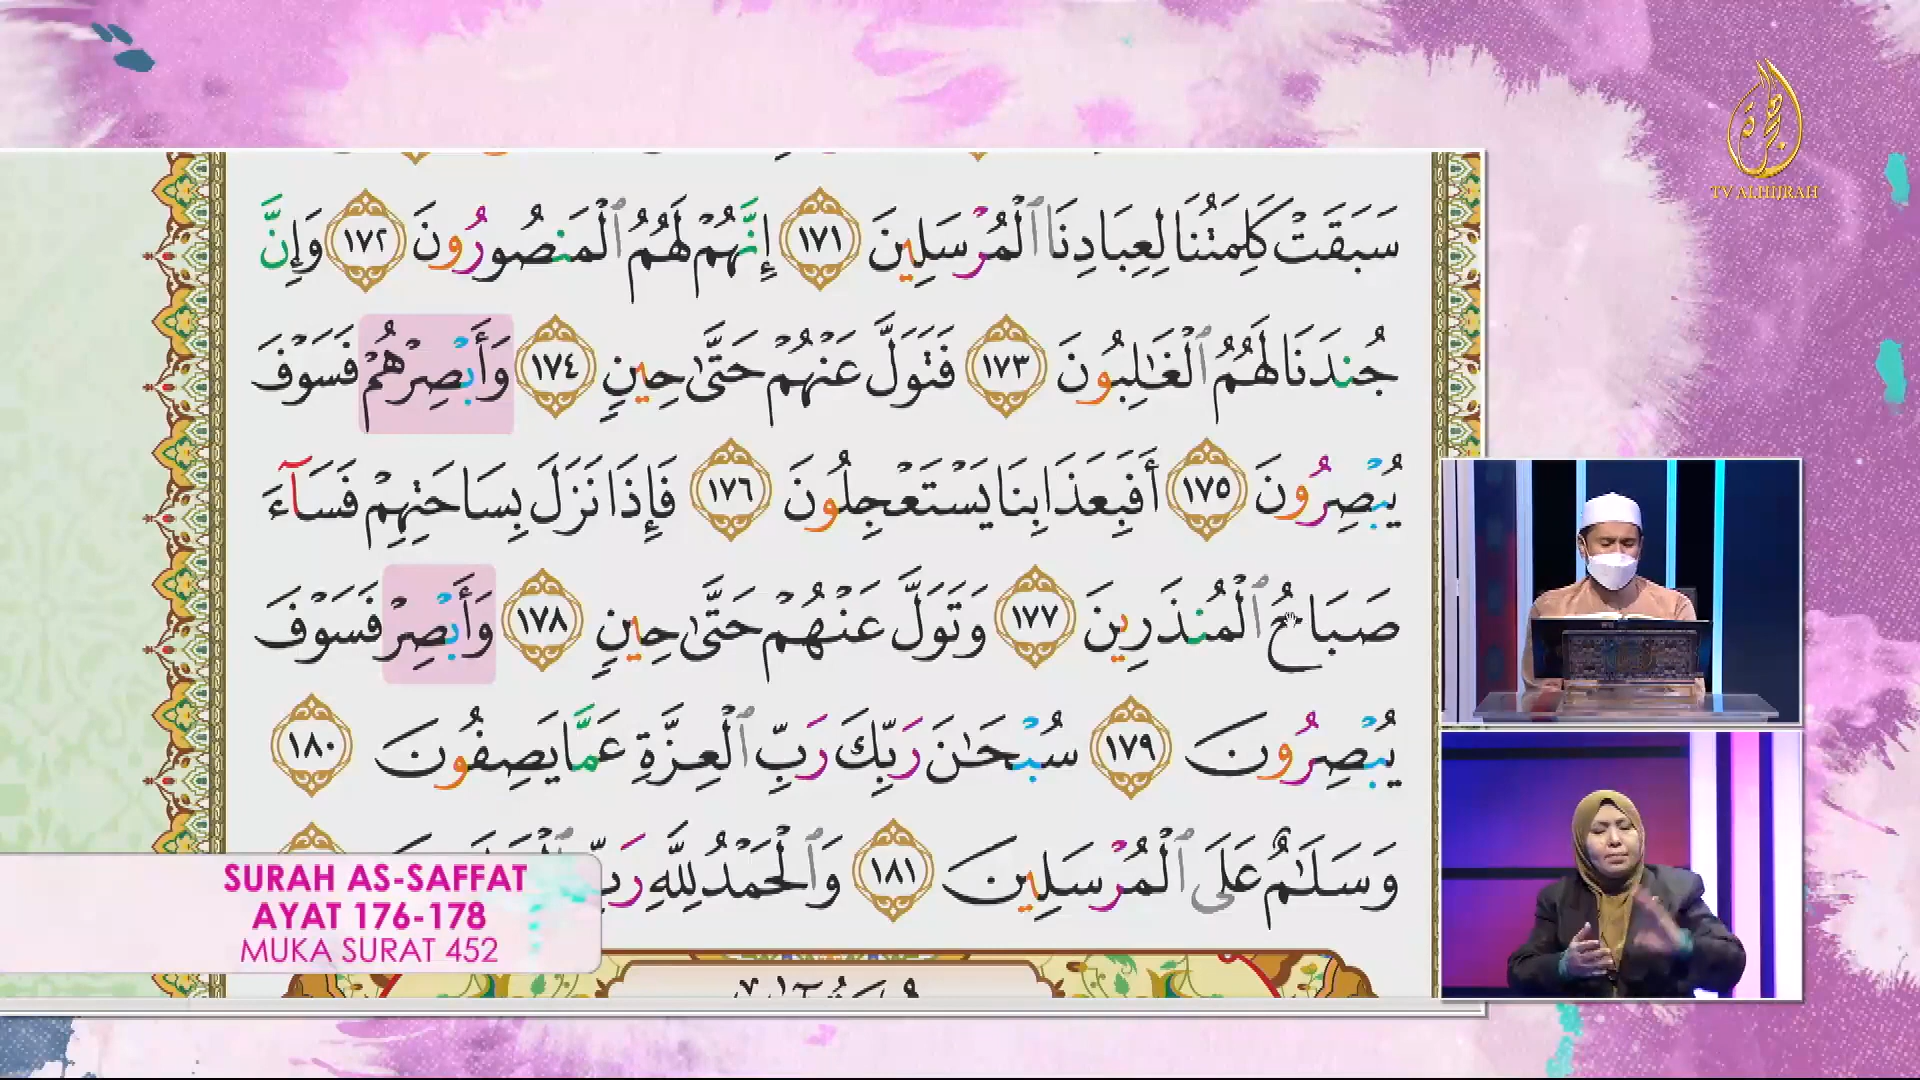 TV ALHIJRAH
سَبَقَتْ كَلِمَتُنَا لِعِبَادِنَا ٱلْمُرْسَلِينَ ١٧١ إِنَّهُمْ لَهُمُ ٱلْمَنصُورُونَ ١٧٢ وَإِنَّ
جُندَنَا لَهُمُ ٱلْغَٰلِبُونَ ١٧٣ فَتَوَلَّ عَنْهُمْ حَتَّىٰ حِينٍ ١٧٤ وَأَبْصِرْهُمْ فَسَوْفَ
يُبْصِرُونَ ١٧٥ أَفَبِعَذَابِنَا يَسْتَعْجِلُونَ ١٧٦ فَإِذَا نَزَلَ بِسَاحَتِهِمْ فَسَآءَ
صَبَاحُ ٱلْمُنذَرِينَ ١٧٧ وَتَوَلَّ عَنْهُمْ حَتَّىٰ حِينٍ ١٧٨ وَأَبْصِرْ فَسَوْفَ
يُبْصِرُونَ ١٧٩ سُبْحَٰنَ رَبِّكَ رَبِّ ٱلْعِزَّةِ عَمَّا يَصِفُونَ ١٨٠
وَسَلَٰمٌ عَلَى ٱلْمُرْسَلِينَ ١٨١ وَٱلْحَمْدُ لِلَّهِ رَبِّ
SURAH AS-SAFFAT
AYAT 176-178
MUKA SURAT 452